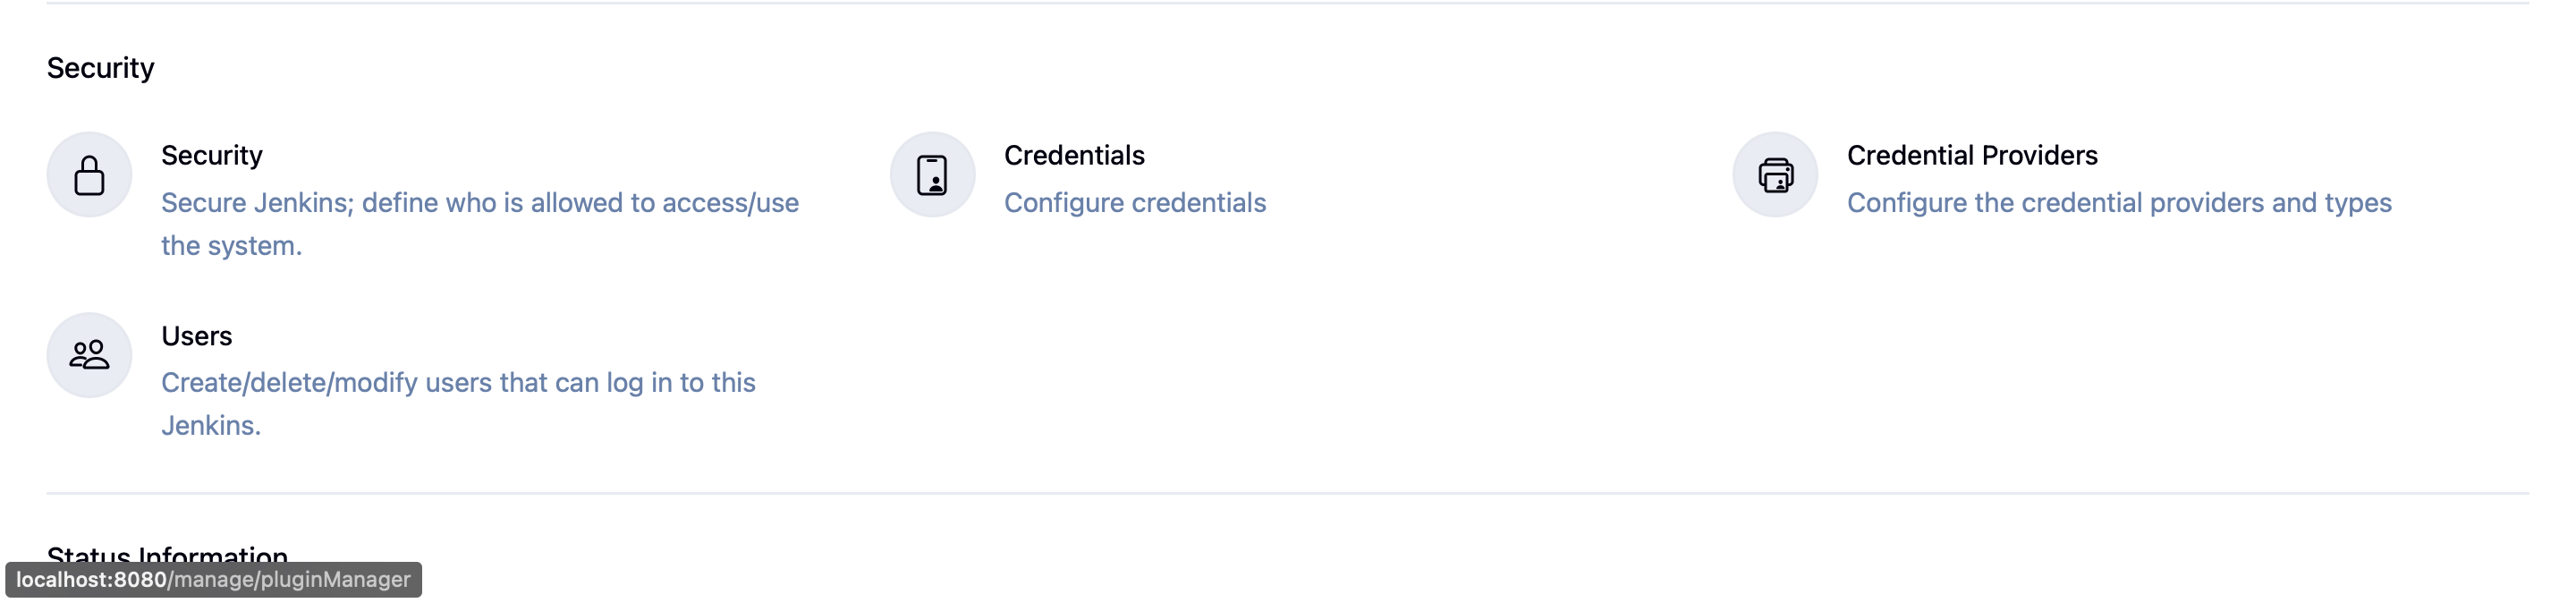 Security
Security
Secure Jenkins; define who is allowed to access/use
the system.
Credentials
Configure credentials
Credential Providers
Configure the credential providers and types
Users
Create/delete/modify users that can log in to this
Jenkins.
Status Information
localhost:8080/manage/pluginManager